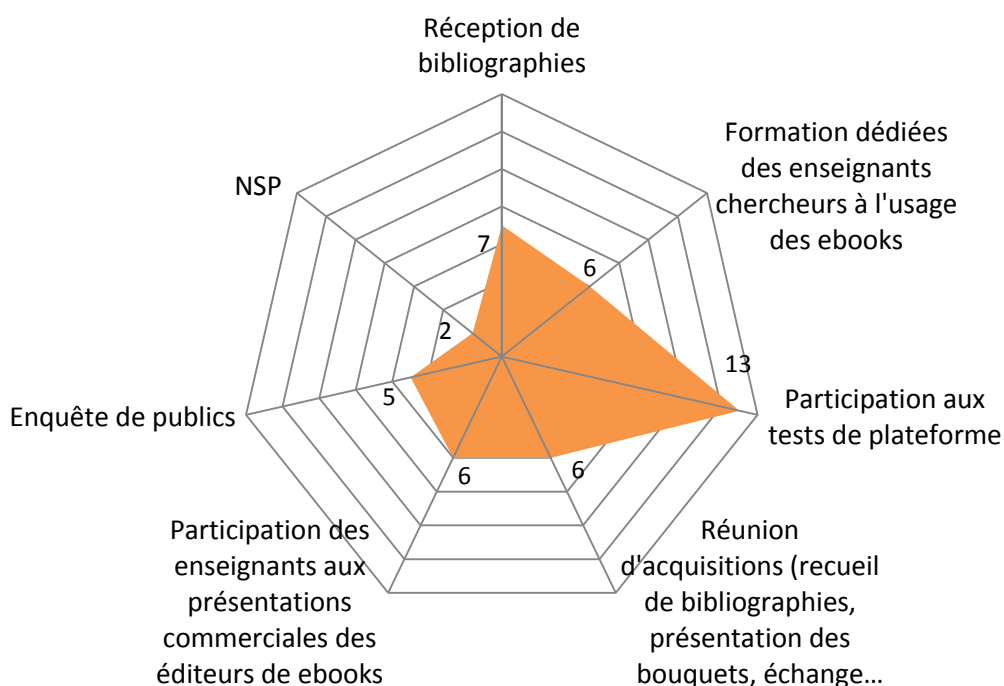 Réception de
bibliographies
Formation dédiées
des enseignants
chercheurs à l'usage
des ebooks
NSP
7
6
2
13
Participation aux
tests de plateforme
Enquête de publics
5
6
6
Participation des
enseignants aux
présentations
commerciales des
éditeurs de ebooks
Réunion
d'acquisitions (recueil
de bibliographies,
présentation des
bouquets, échange…